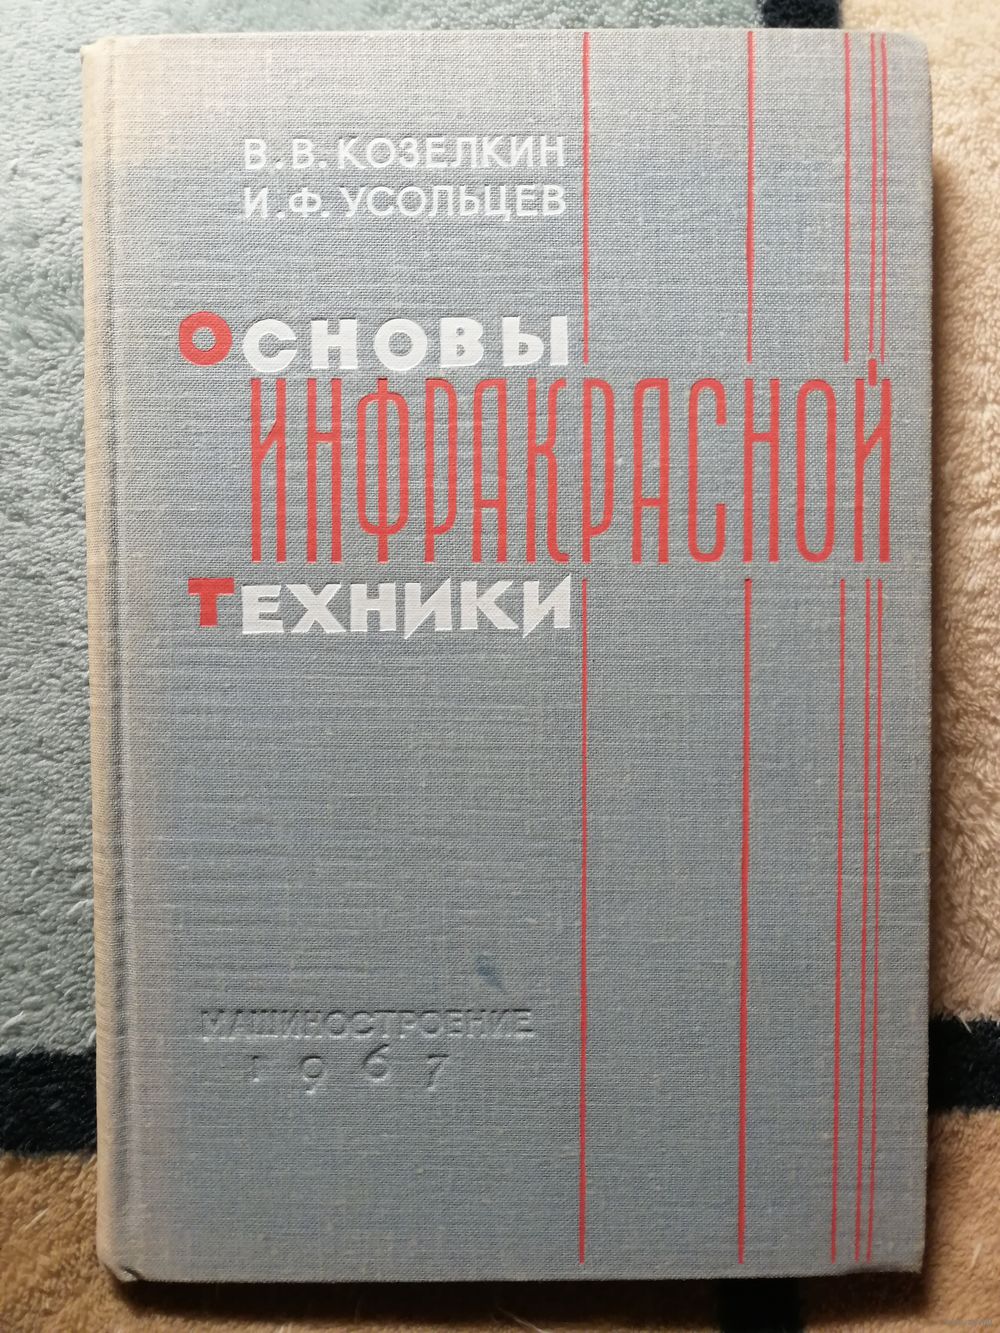 В.В. КОЗЕЛКИН
И.Ф. УСОЛЬЦЕВ
ОСНОВЫ
ИНФРАКРАСНОЙ
ТЕХНИКИ
МАШИНОСТРОЕНИЕ
1967